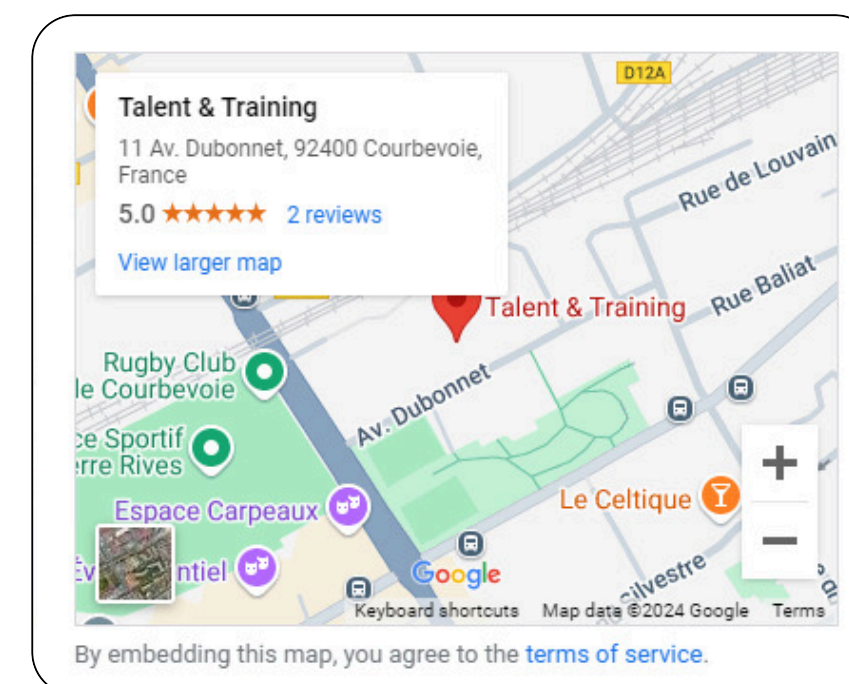 D12A
Talent & Training
11 Av. Dubonnet, 92400 Courbevoie,
France
5.0 ★★★★★ 2 reviews
View larger map
Rue de Louvain
Rue Baliat
Talent & Training
Rugby Club
le Courbevoie
Av. Dubonnet
ce Sportif
erre Rives
Le Celtique
Espace Carpeaux
Év
ntiel
Google
Silvestre
Keyboard shortcuts Map data ©2024 Google Terms
By embedding this map, you agree to the terms of service.